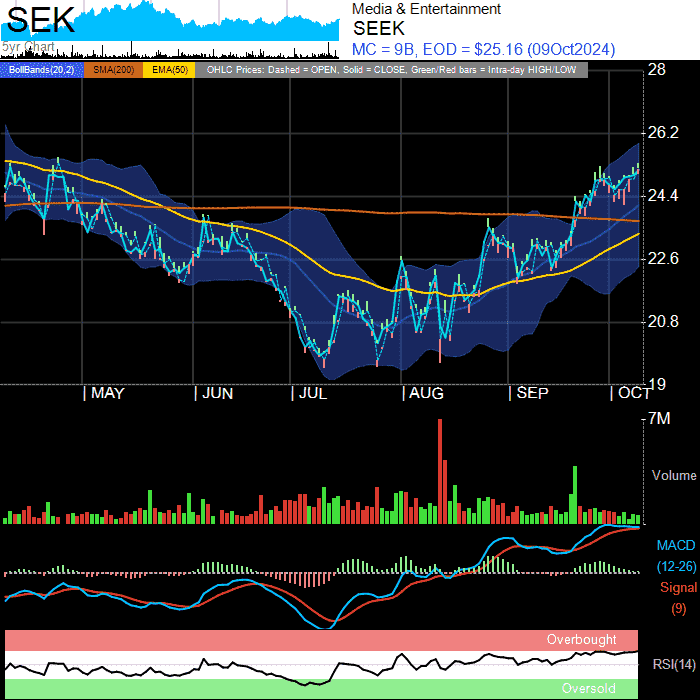 SEK
5yr Chart
Media & Entertainment
SEEK
MC = 9B, EOD = $25.16 (09Oct2024)
BollBands(20,2) SMA(200) EMA(50) OHLC Prices: Dashed = OPEN, Solid = CLOSE, Green/Red bars = Intra-day HIGH/LOW
28
26.2
24.4
22.6
20.8
19
| MAY | JUN | JUL | AUG | SEP | OCT
7M
Volume
MACD
(12-26)
Signal
(9)
Overbought
RSI(14)
Oversold